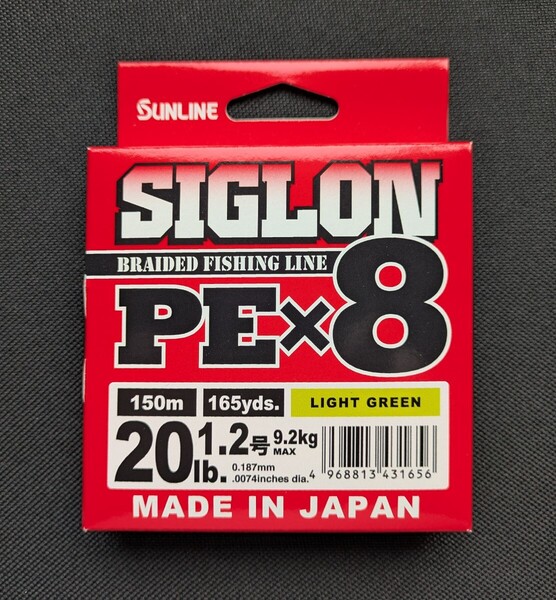 SUNLINE
SIGLON
BRAIDED FISHING LINE
PE×8
150m 165yds. LIGHT GREEN
20lb. 1.2号 9.2kg MAX
0.187mm
.0074inches dia.
4 968813 431656
MADE IN JAPAN